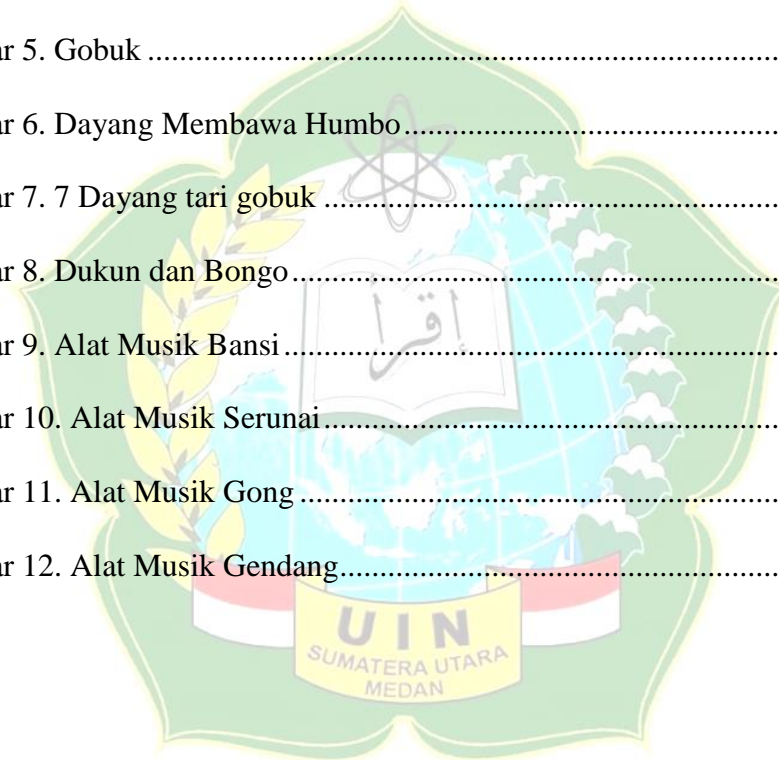 ar 5. Gobuk ...............................................................................
ar 6. Dayang Membawa Humbo...............................................
ar 7. 7 Dayang tari gobuk .........................................................
ar 8. Dukun dan Bongo.............................................................
ar 9. Alat Musik Bansi..............................................................
ar 10. Alat Musik Serunai.........................................................
ar 11. Alat Musik Gong ............................................................
ar 12. Alat Musik Gendang.......................................................
إقرأ
UIN
SUMATERA UTARA
MEDAN